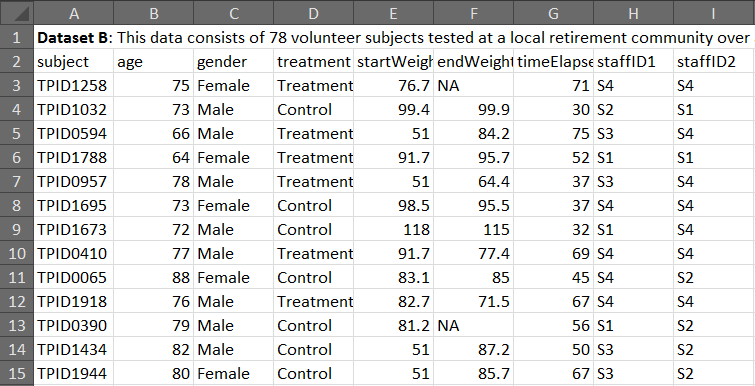 A B C D E F G H I
1 Dataset B: This data consists of 78 volunteer subjects tested at a local retirement community over
2 subject age gender treatment startWeigh endWeight timeElapse staffID1 staffID2
3 TPID1258 75 Female Treatment 76.7 NA 71 S4 S4
4 TPID1032 73 Male Control 99.4 99.9 30 S2 S1
5 TPID0594 66 Male Treatment 51 84.2 75 S3 S4
6 TPID1788 64 Female Treatment 91.7 95.7 52 S1 S1
7 TPID0957 78 Male Treatment 51 64.4 37 S3 S4
8 TPID1695 73 Female Control 98.5 95.5 37 S4 S4
9 TPID1673 72 Male Control 118 115 32 S1 S4
10 TPID0410 77 Male Treatment 91.7 77.4 69 S4 S4
11 TPID0065 88 Female Control 83.1 85 45 S4 S2
12 TPID1918 76 Male Treatment 82.7 71.5 67 S4 S4
13 TPID0390 79 Male Control 81.2 NA 56 S1 S2
14 TPID1434 82 Male Control 51 87.2 50 S3 S2
15 TPID1944 80 Female Control 51 85.7 67 S3 S2